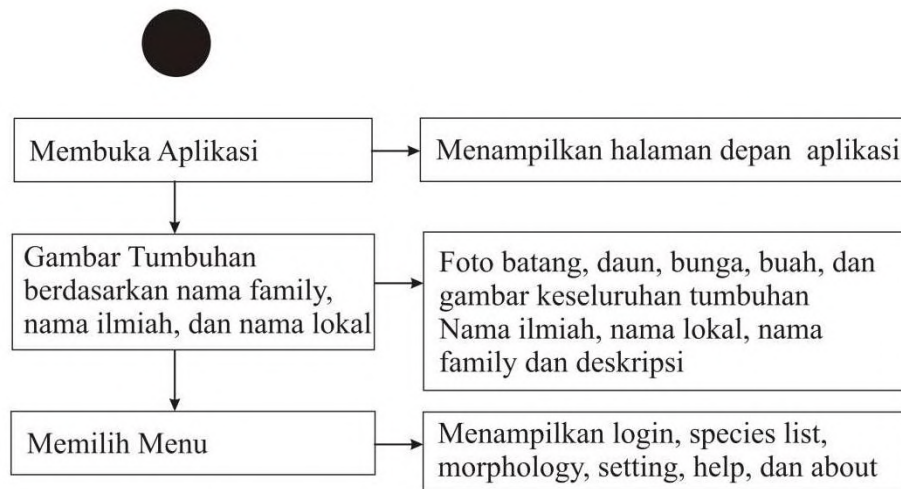 Membuka Aplikasi
Menampilkan halaman depan aplikasi
Gambar Tumbuhan
berdasarkan nama family,
nama ilmiah, dan nama lokal
Foto batang, daun, bunga, buah, dan
gambar keseluruhan tumbuhan
Nama ilmiah, nama lokal, nama
family dan deskripsi
Memilih Menu
Menampilkan login, species list,
morphology, setting, help, dan about